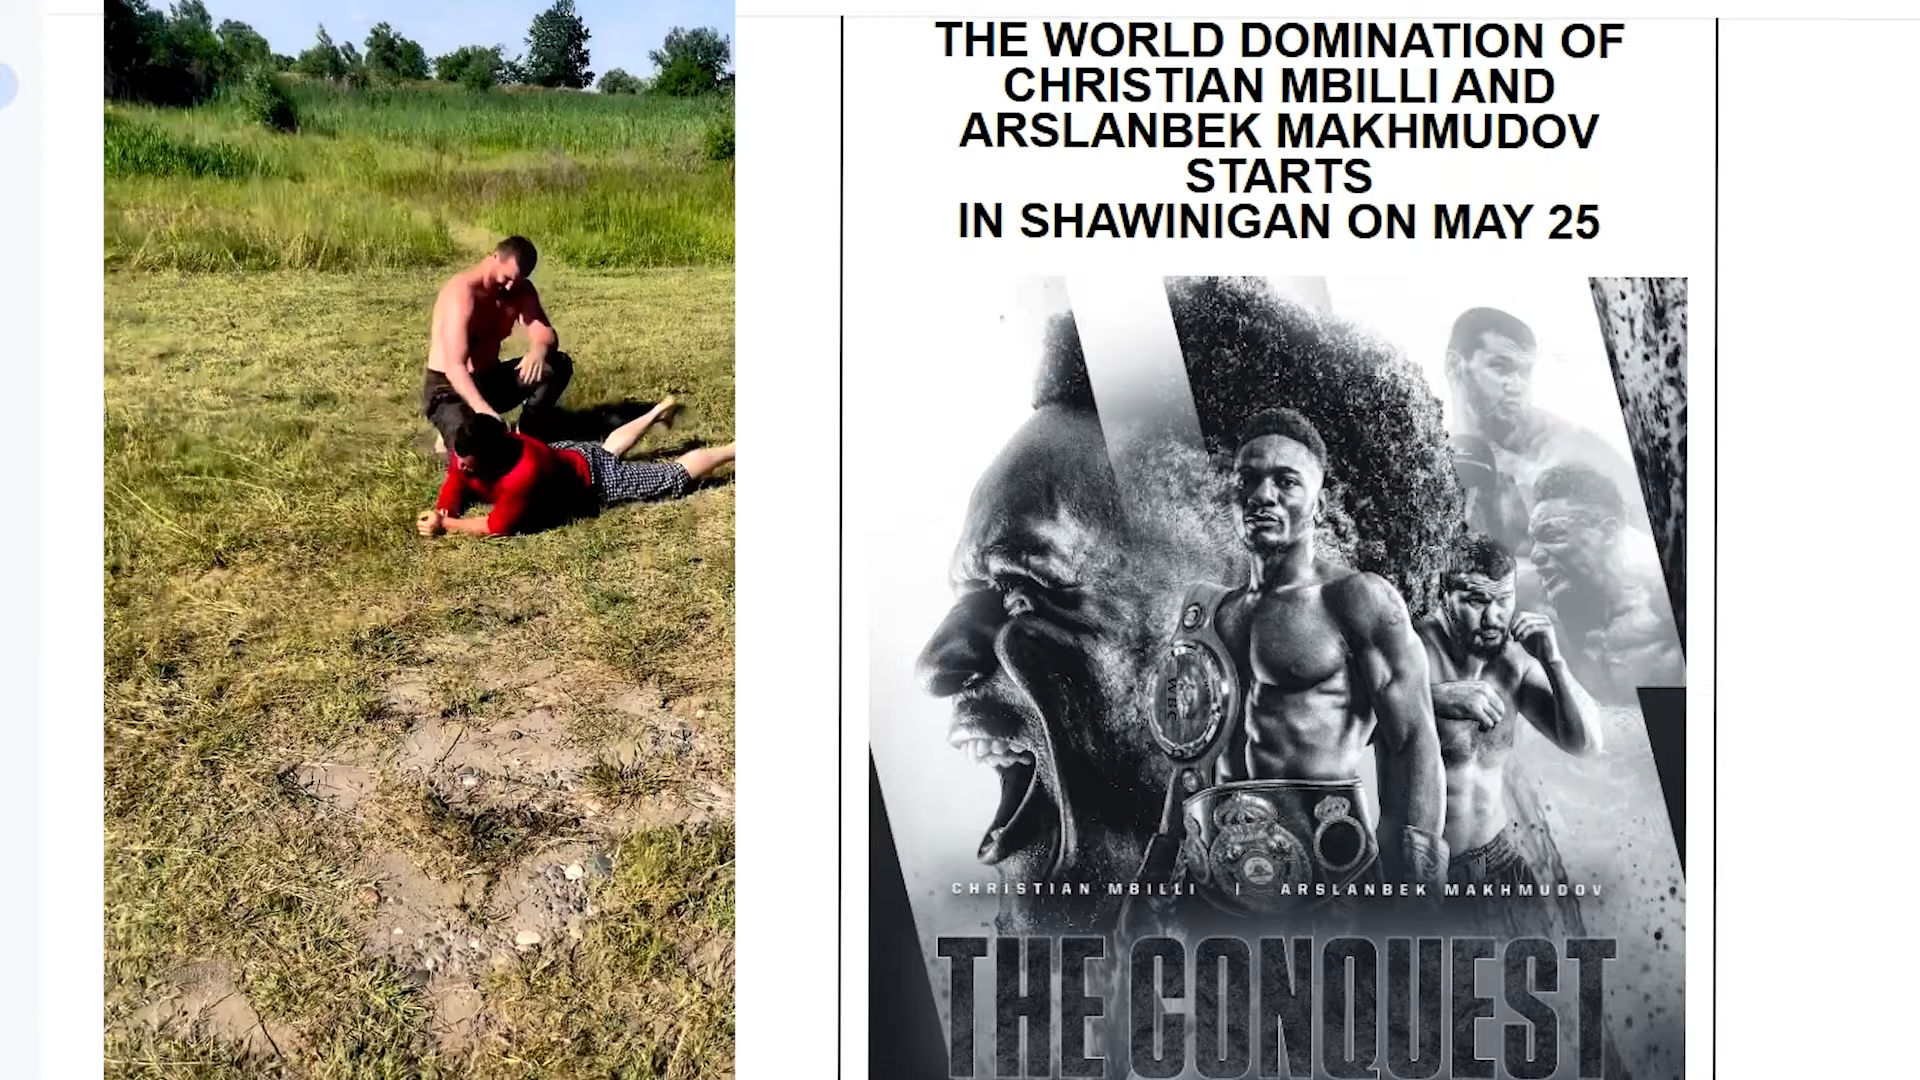 THE WORLD DOMINATION OF
CHRISTIAN MBILLI AND
ARSLANBEK MAKHMUDOV
STARTS
IN SHAWINIGAN ON MAY 25
WBC
CHRISTIAN MBILLI | ARSLANBEK MAKHMUDOV
THE CONQUEST